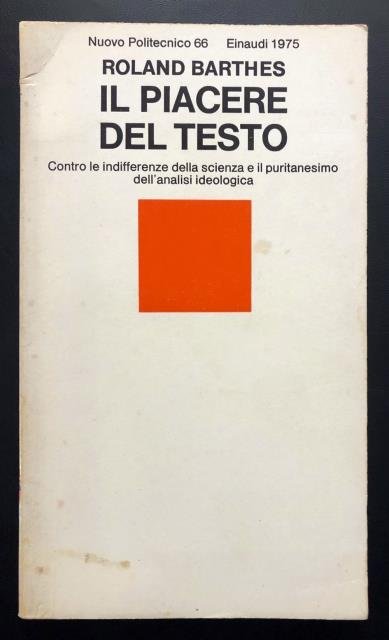 Nuovo Politecnico 66 Einaudi 1975
ROLAND BARTHES
IL PIACERE
DEL TESTO
Contro le indifferenze della scienza e il puritanesimo
dell'analisi ideologica